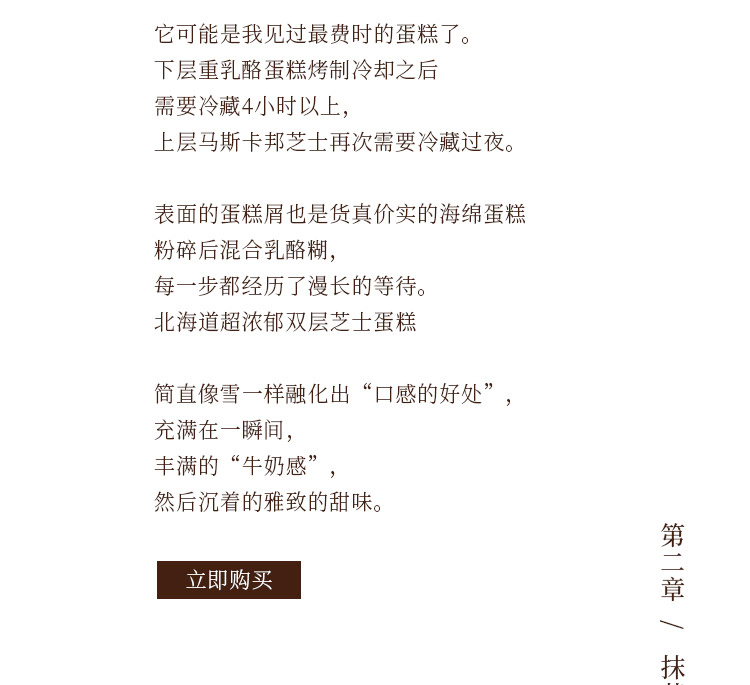 它可能是我见过最费时的蛋糕了。
下层重乳酪蛋糕烤制冷却之后
需要冷藏4小时以上，
上层马斯卡邦芝士再次需要冷藏过夜。
表面的蛋糕屑也是货真价实的海绵蛋糕
粉碎后混合乳酪糊，
每一步都经历了漫长的等待。
北海道超浓郁双层芝士蛋糕
简直像雪一样融化出“口感的好处”，
充满在一瞬间，
丰满的“牛奶感”，
然后沉着的雅致的甜味。
立即购买
第二章 / 抹